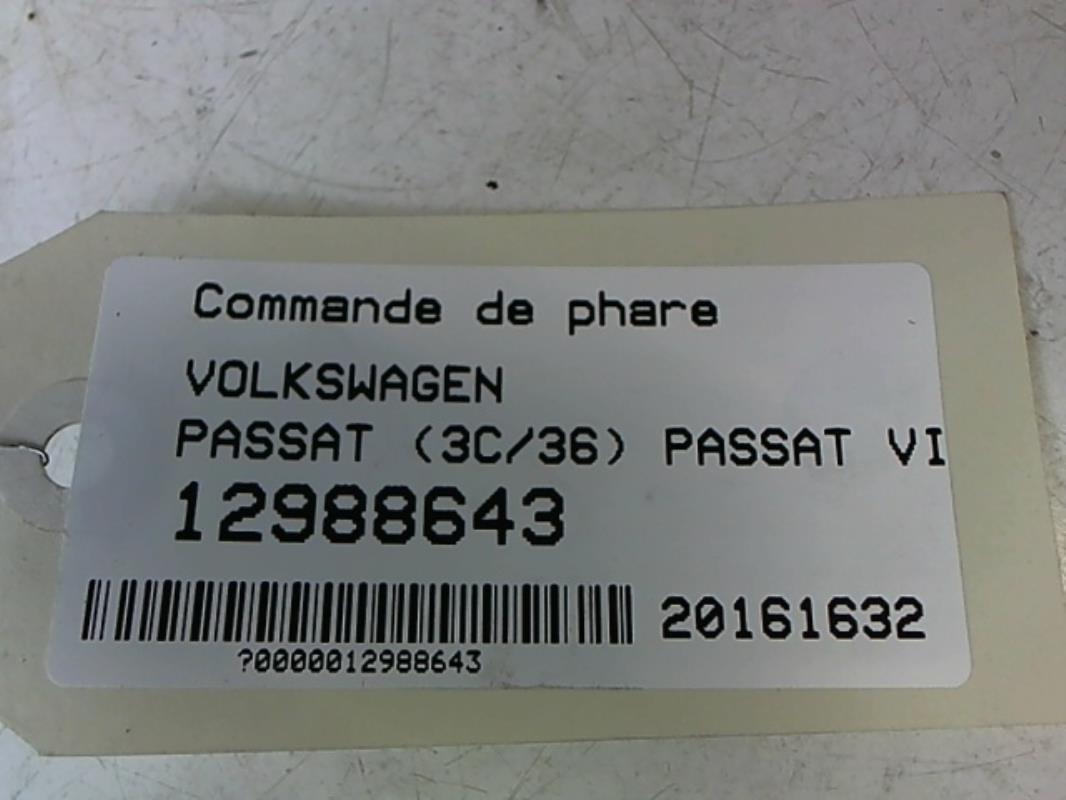 Commande de phare
VOLKSWAGEN
PASSAT (3C/36) PASSAT VI
12988643
20161632
?0000012988643